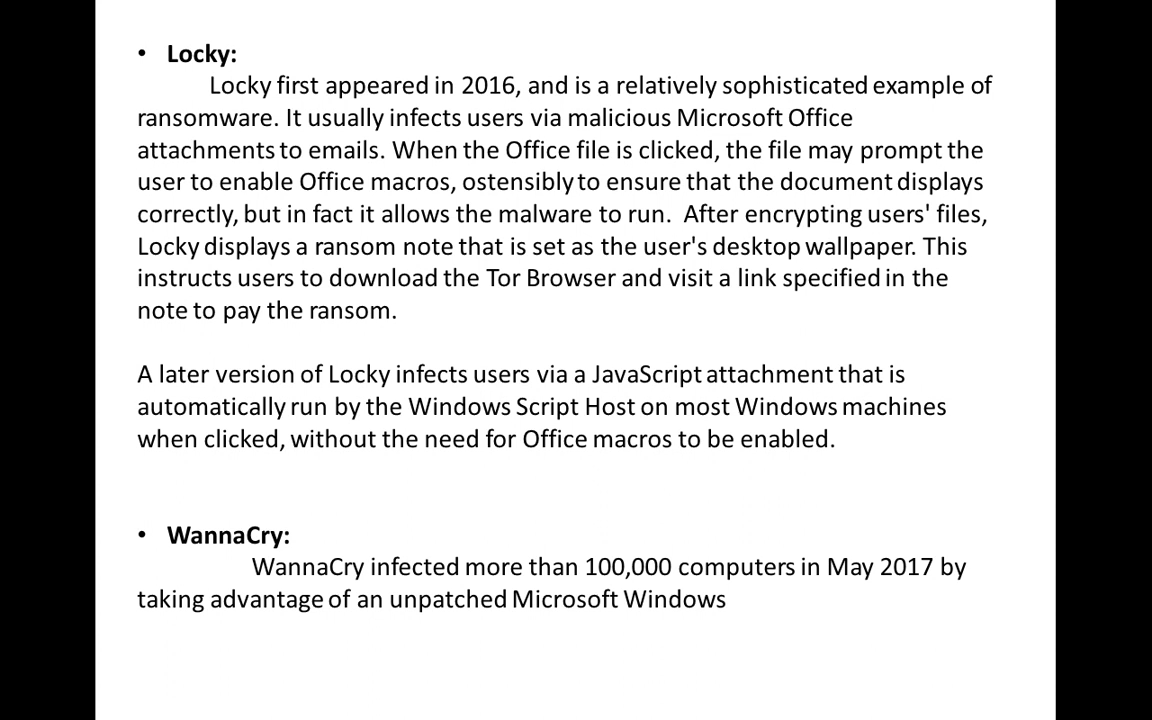 • Locky:
Locky first appeared in 2016, and is a relatively sophisticated example of
ransomware. It usually infects users via malicious Microsoft Office
attachments to emails. When the Office file is clicked, the file may prompt the
user to enable Office macros, ostensibly to ensure that the document displays
correctly, but in fact it allows the malware to run.  After encrypting users' files,
Locky displays a ransom note that is set as the user's desktop wallpaper. This
instructs users to download the Tor Browser and visit a link specified in the
note to pay the ransom.
A later version of Locky infects users via a JavaScript attachment that is
automatically run by the Windows Script Host on most Windows machines
when clicked, without the need for Office macros to be enabled.
• WannaCry:
WannaCry infected more than 100,000 computers in May 2017 by
taking advantage of an unpatched Microsoft Windows